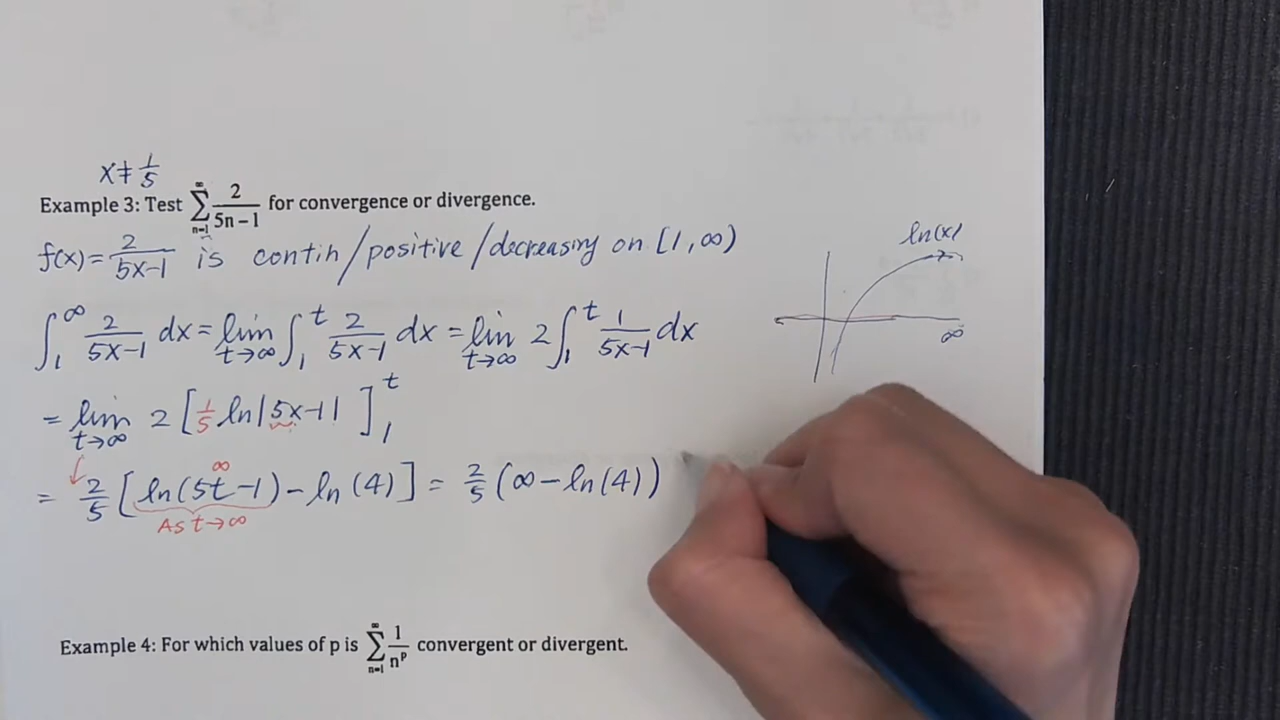 x≠1/5
Example 3: Test ∑_{n=1}^{∞} 2/(5n−1) for convergence or divergence.
f(x)= 2/(5x−1) is contin/positive/decreasing on [1,∞)
ln(x)
∞
∫_1^∞ 2/(5x−1) dx = lim_{t→∞} ∫_1^t 2/(5x−1) dx = lim_{t→∞} 2∫_1^t 1/(5x−1) dx
= lim_{t→∞} 2[1/5 ln|5x−1|]_1^t
∞
= 2/5 [ln(5t−1)−ln(4)] = 2/5 (∞−ln(4))
As t→∞
Example 4: For which values of p is ∑_{n=1}^{∞} 1/n^p convergent or divergent.